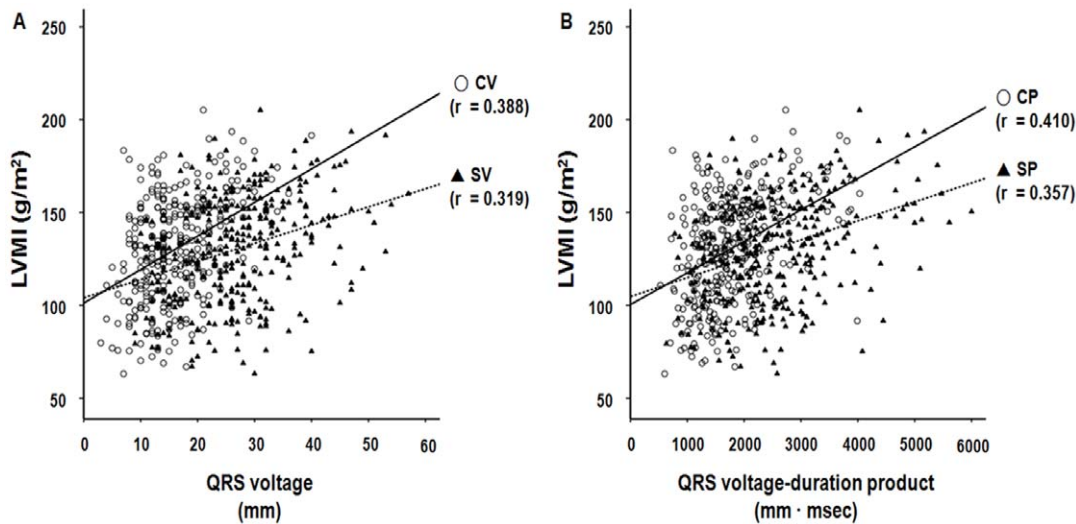 A
250
200
150
100
50
LVMI (g/m²)
0 10 20 30 40 50 60
QRS voltage
(mm)
CV
(r = 0.388)
SV
(r = 0.319)
B
250
200
150
100
50
LVMI (g/m²)
0 1000 2000 3000 4000 5000 6000
QRS voltage-duration product
(mm · msec)
CP
(r = 0.410)
SP
(r = 0.357)